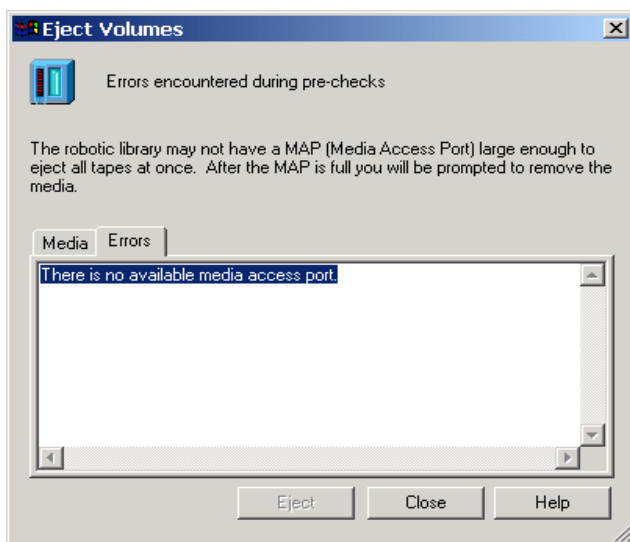 Eject Volumes
Errors encountered during pre-checks
The robotic library may not have a MAP (Media Access Port) large enough to
eject all tapes at once.  After the MAP is full you will be prompted to remove the
media.
Media Errors
There is no available media access port.
Eject Close Help